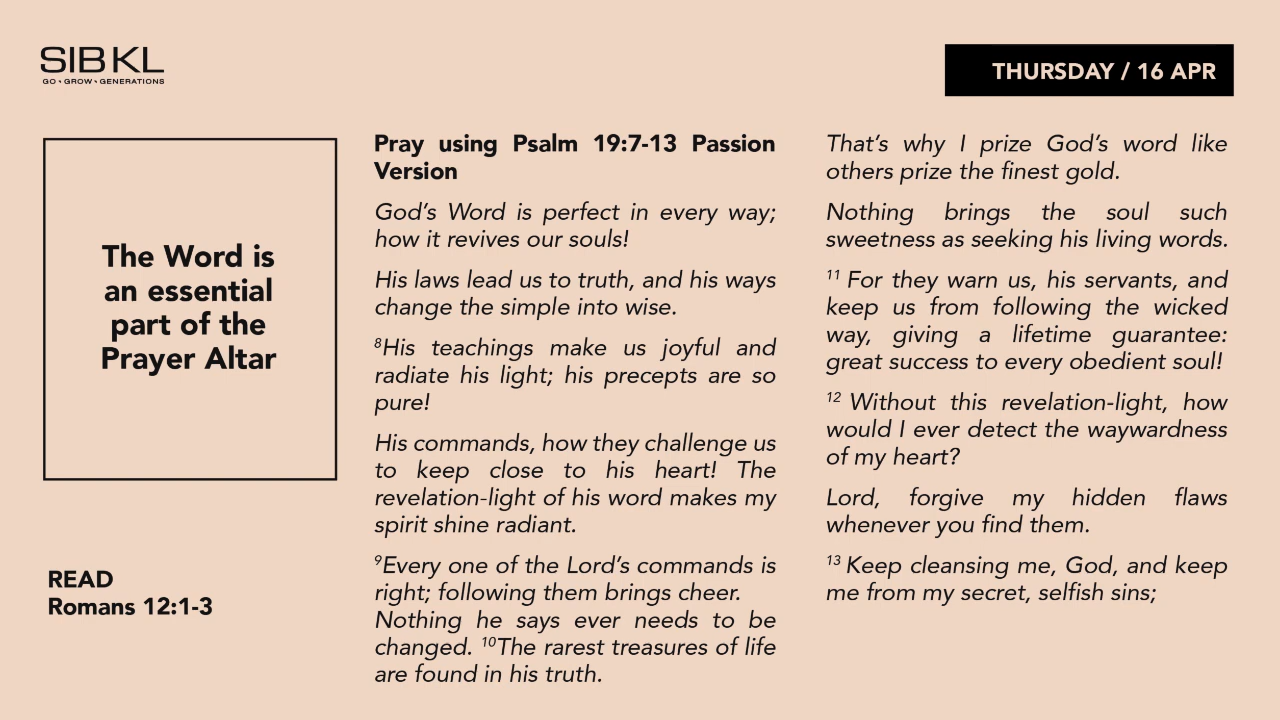 SIBKL
GO • GROW • GENERATIONS
THURSDAY / 16 APR
The Word is
an essential
part of the
Prayer Altar
READ
Romans 12:1-3
Pray using Psalm 19:7-13 Passion
Version
God’s Word is perfect in every way;
how it revives our souls!
His laws lead us to truth, and his ways
change the simple into wise.
⁸His teachings make us joyful and
radiate his light; his precepts are so
pure!
His commands, how they challenge us
to keep close to his heart! The
revelation-light of his word makes my
spirit shine radiant.
⁹Every one of the Lord’s commands is
right; following them brings cheer.
Nothing he says ever needs to be
changed. ¹⁰The rarest treasures of life
are found in his truth.
That’s why I prize God’s word like
others prize the finest gold.
Nothing brings the soul such
sweetness as seeking his living words.
¹¹ For they warn us, his servants, and
keep us from following the wicked
way, giving a lifetime guarantee:
great success to every obedient soul!
¹² Without this revelation-light, how
would I ever detect the waywardness
of my heart?
Lord, forgive my hidden flaws
whenever you find them.
¹³ Keep cleansing me, God, and keep
me from my secret, selfish sins;